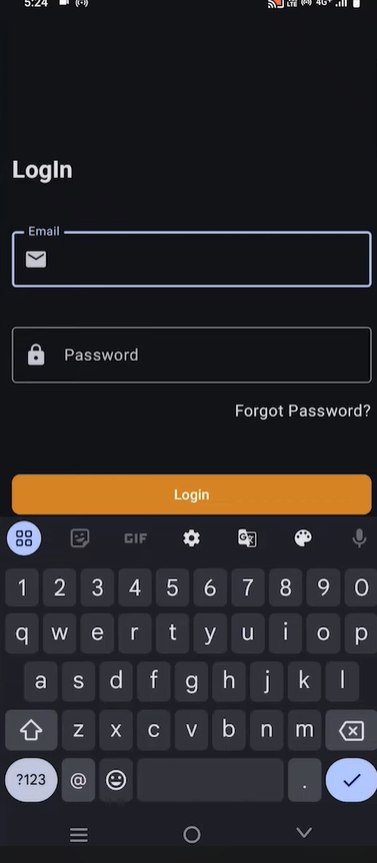 5:24 4G+
LogIn
Email
Password
Forgot Password?
Login
GIF
1 2 3 4 5 6 7 8 9 0
q w e r t y u i o p
a s d f g h j k l
z x c v b n m
?123 @ .